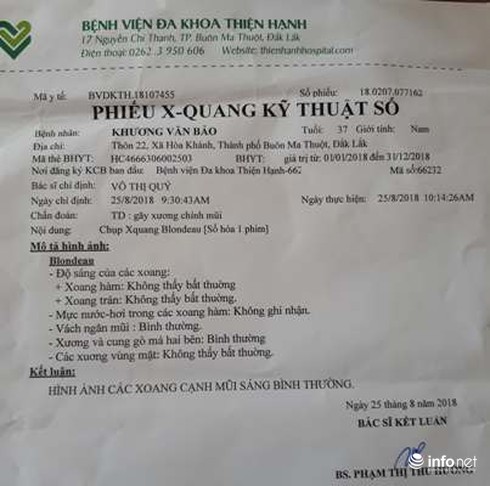 BỆNH VIỆN ĐA KHOA THIỆN HẠNH
17 Nguyễn Chí Thanh, TP. Buôn Ma Thuột, Đăk Lăk
Điện thoại: 0262 3 950 606 Website: thienhanhhospital.com
Mã y tế: BVDKTH.18107455 Số phiếu: 18.0207.077162
PHIẾU X-QUANG KỸ THUẬT SỐ
Bệnh nhân: KHƯƠNG VĂN BẢO Tuổi: 37 Giới tính: Nam
Địa chỉ: Thôn 22, Xã Hòa Khánh, Thành phố Buôn Ma Thuột, Đắk Lắk
Mã thẻ BHYT: HC4666306002503 BHYT: giá trị từ: 01/01/2018 đến 31/12/2018
Nơi đăng ký KCB ban đầu: Bệnh viện Đa khoa Thiện Hạnh-662 Mã số:66232
Bác sĩ chỉ định: VÕ THỊ QUÝ
Ngày chỉ định: 25/8/2018 9:30:43AM Ngày thực hiện: 25/8/2018 10:14:26AM
Chẩn đoán: TD : gãy xương chính mũi
Nội dung: Chụp Xquang Blondeau [Số hóa 1 phim]
Mô tả hình ảnh:
Blondeau
- Độ sáng của các xoang:
+ Xoang hàm: Không thấy bất thường
+ Xoang trán: Không thấy bất thường.
- Mực nước-hơi trong các xoang hàm: Không ghi nhận.
- Vách ngăn mũi : Bình thường.
- Xương và cung gò má hai bên: Bình thường
- Các xương vùng mặt: Không thấy bất thường.
Kết luận:
HÌNH ẢNH CÁC XOANG CẠNH MŨI SÁNG BÌNH THƯỜNG.
Ngày 25 tháng 8 năm 2018
BÁC SĨ KẾT LUẬN
infonet
BS. PHẠM THỊ THU HƯƠNG